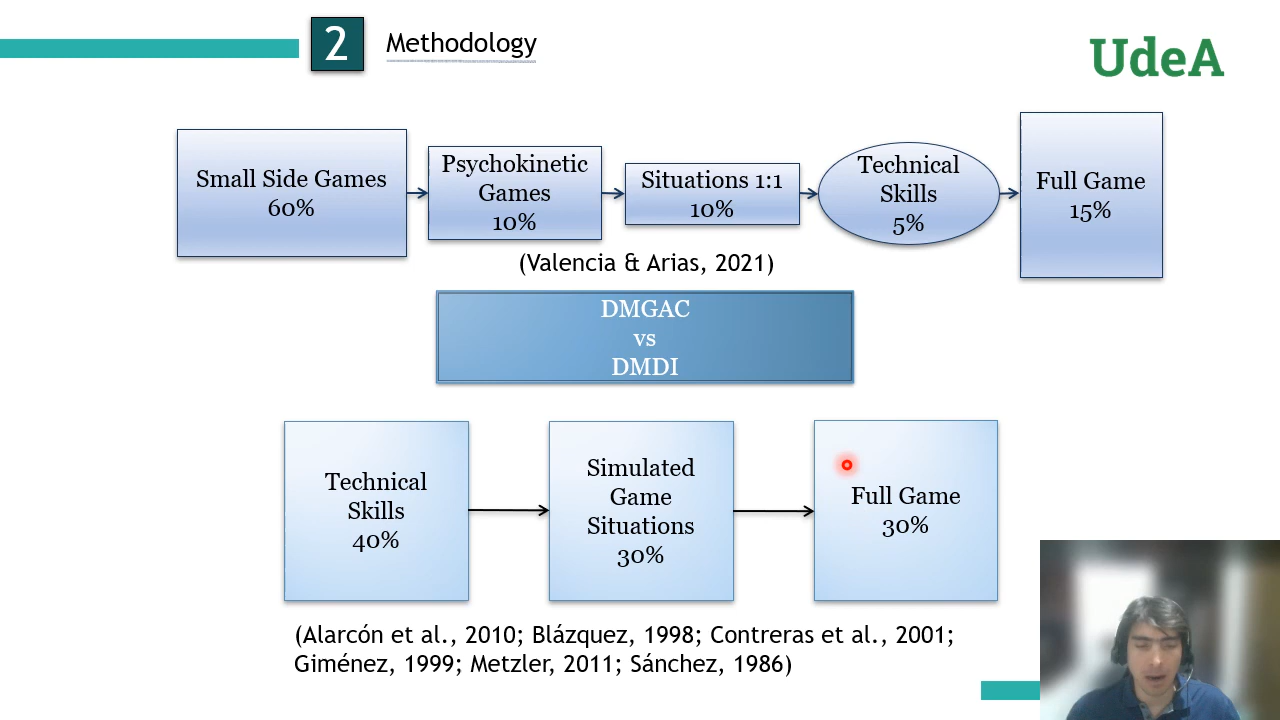 2
Methodology
UdeA
Small Side Games
60%
Psychokinetic
Games
10%
Situations 1:1
10%
Technical
Skills
5%
Full Game
15%
(Valencia & Arias, 2021)
DMGAC
vs
DMDI
Technical
Skills
40%
Simulated
Game
Situations
30%
Full Game
30%
(Alarcón et al., 2010; Blázquez, 1998; Contreras et al., 2001;
Giménez, 1999; Metzler, 2011; Sánchez, 1986)